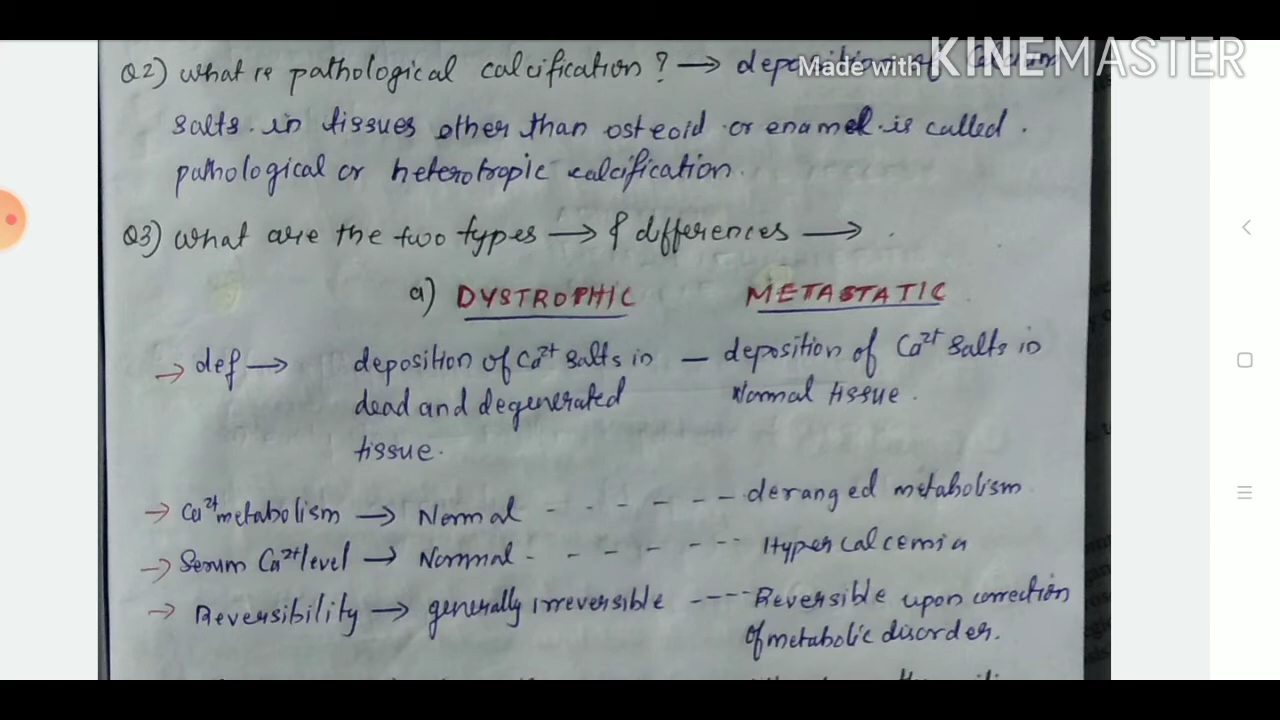 Q2) What is pathological calcification? → deposition of Calcium
Made with KINEMASTER
salts in tissues other than osteoid or enamel is called
pathological or heterotropic calcification.
Q3) What are the two types → & differences →
a) DYSTROPHIC METASTATIC
→ def → deposition of Ca²⁺ salts in – deposition of Ca²⁺ salts in
dead and degenerated Normal tissue.
tissue.
→ Ca²⁺ metabolism → Normal - - - - - - deranged metabolism
→ Serum Ca²⁺ level → Normal - - - - - - Hypercalcemia
→ Reversibility → generally irreversible - - - - Reversible upon correction
of metabolic disorder.